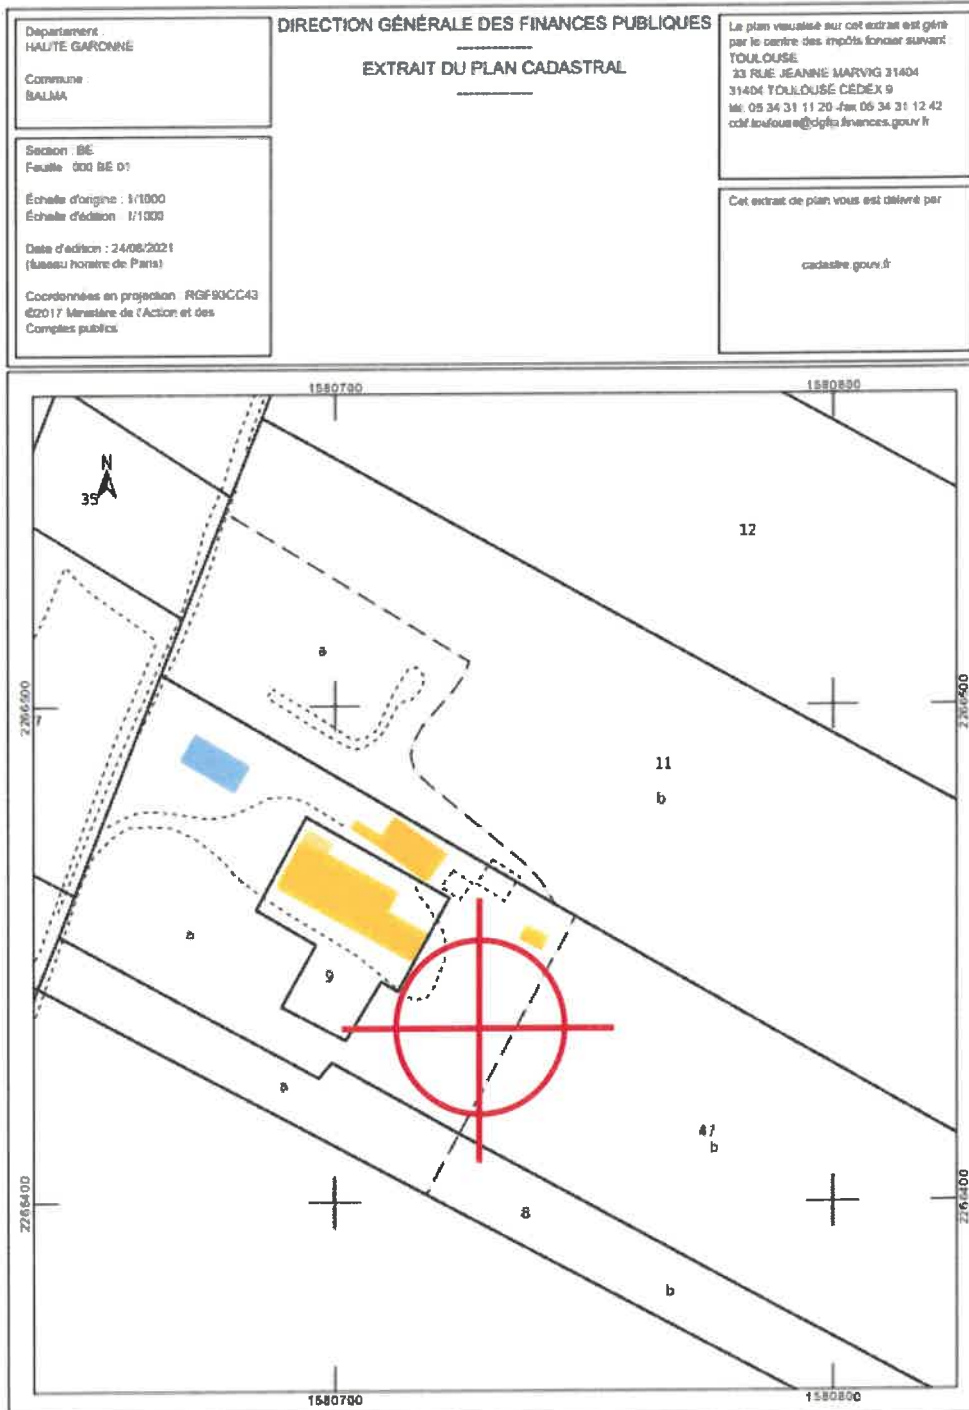 Département :
HAUTE GARONNE
Commune :
BALMA
Section : BE
Feuille : 000 BE 01
Échelle d'origine : 1/1000
Échelle d'édition : 1/1000
Date d'édition : 24/08/2021
(fuseau horaire de Paris)
Coordonnées en projection : RGF93CC43
©2017 Ministère de l'Action et des
Comptes publics
DIRECTION GÉNÉRALE DES FINANCES PUBLIQUES
EXTRAIT DU PLAN CADASTRAL
Le plan visualisé sur cet extrait est géré
par le centre des impôts foncier suivant :
TOULOUSE
33 RUE JEANNE MARVIG 31404
31404 TOULOUSE CEDEX 9
tél. 05 34 31 11 20 -fax 05 34 31 12 42
cdif.toulouse@dgfip.finances.gouv.fr
Cet extrait de plan vous est délivré par
cadastre.gouv.fr
1580700
1580800
N
35
12
a
2266500
2266500
7
11
b
a
9
a
47
b
2266400
2266400
8
b
1580700
1580800